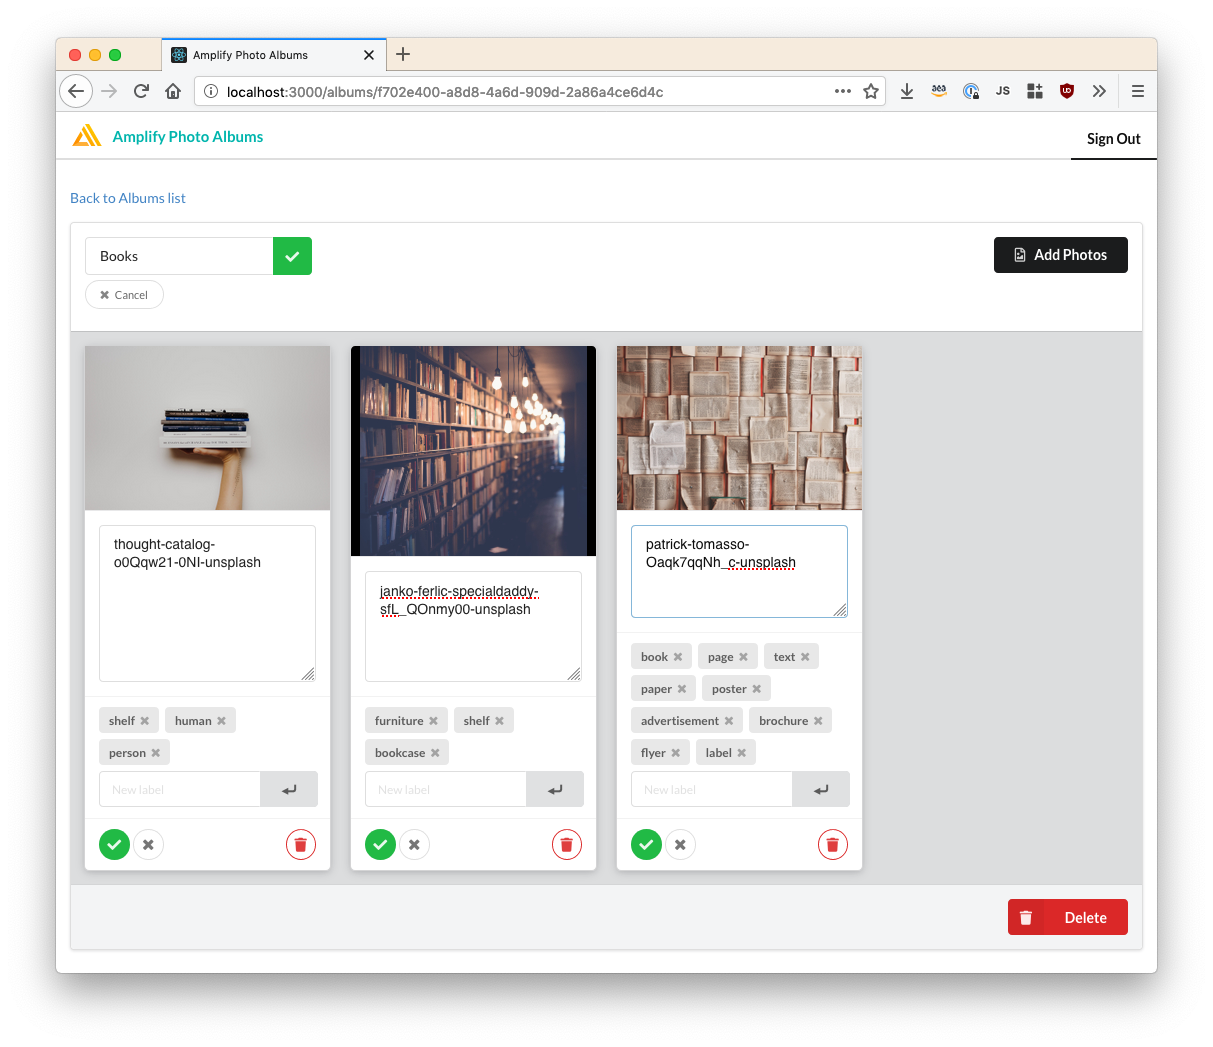 Amplify Photo Albums
localhost:3000/albums/f702e400-a8d8-4a6d-909d-2a86a4ce6d4c
aea
JS
Amplify Photo Albums
Sign Out
Back to Albums list
Books
Add Photos
Cancel
thought-catalog-
o0Qqw21-0NI-unsplash
janko-ferlic-specialdaddy-
sfL_QOnmy00-unsplash
patrick-tomasso-
Oaqk7qqNh_c-unsplash
shelf human
person
New label
furniture shelf
bookcase
New label
book page text
paper poster
advertisement brochure
flyer label
New label
Delete